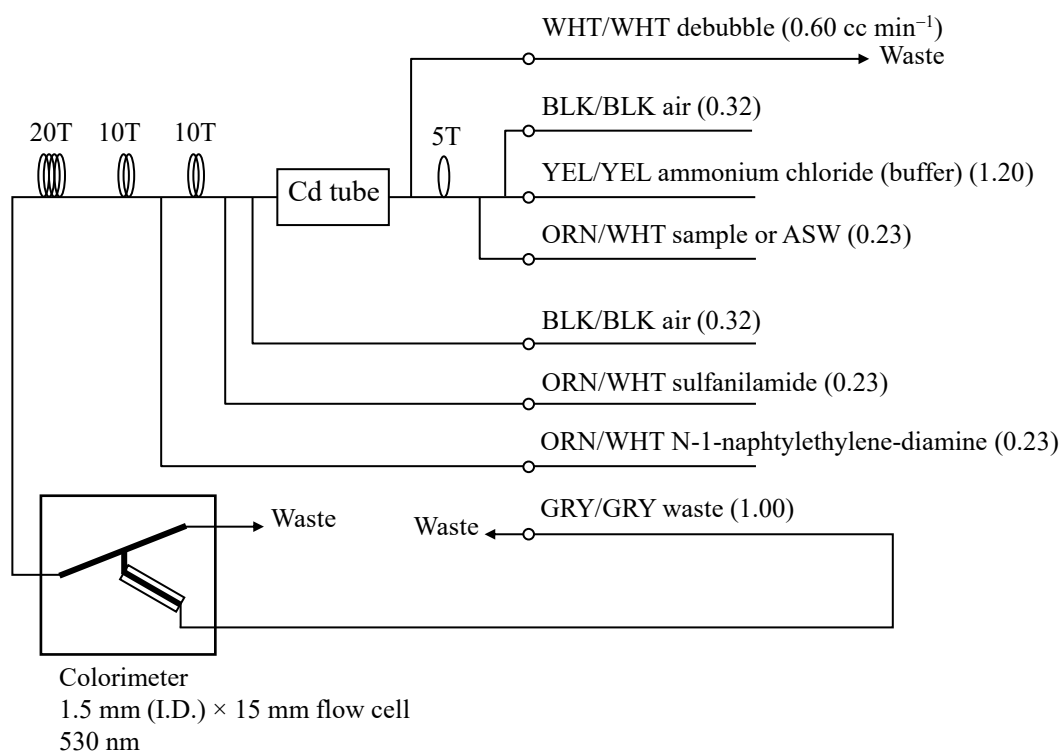 WHT/WHT debubble (0.60 cc min⁻¹)
Waste
BLK/BLK air (0.32)
20T
10T
10T
5T
YEL/YEL ammonium chloride (buffer) (1.20)
Cd tube
ORN/WHT sample or ASW (0.23)
BLK/BLK air (0.32)
ORN/WHT sulfanilamide (0.23)
ORN/WHT N-1-naphtylethylene-diamine (0.23)
GRY/GRY waste (1.00)
Waste
Waste
Colorimeter
1.5 mm (I.D.) × 15 mm flow cell
530 nm